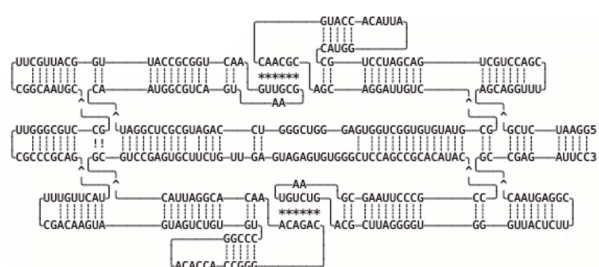 GUACC ACAUUA
CAUGG
UUCGUUACG GU UACCGCGGU CAA CAACGC CG UCCUAGCAG UCGUCCAGC
******
CGGCAAUGC CA AUGGCGUCA GU GUUGCG AGC AGGAUUGUC AGCAGGUUU
AA
^ ^ ^ ^
UUGGGCGUC CG UAGGCUCGCGUAGAC CU GGGCUGG GAGUGGUCGGUGUGUAUG CG GCUC UAAGG5
!!
CGCCCGCAG GC GUCCGAGUGCUUCUG UU GA GUAGAGUGUGGGCUCCAGCCGCACAUAC GC CGAG AUUCC3
^ ^ ^ ^
AA
UUUGUUCAU CAUUAGGCA CAA UGUCUG GC GAAUUCCCG CC CAAUGAGGC
******
CGACAAGUA GUAGUCUGU GU ACAGAC ACG CUUAGGGGU GG GUUACUCUU
GGCCC
ACACCA CCGGG